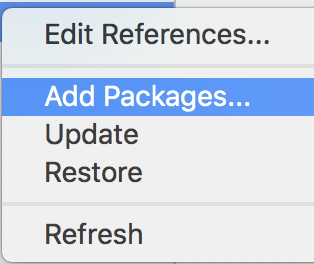 Edit References...
Add Packages...
Update
Restore
Refresh